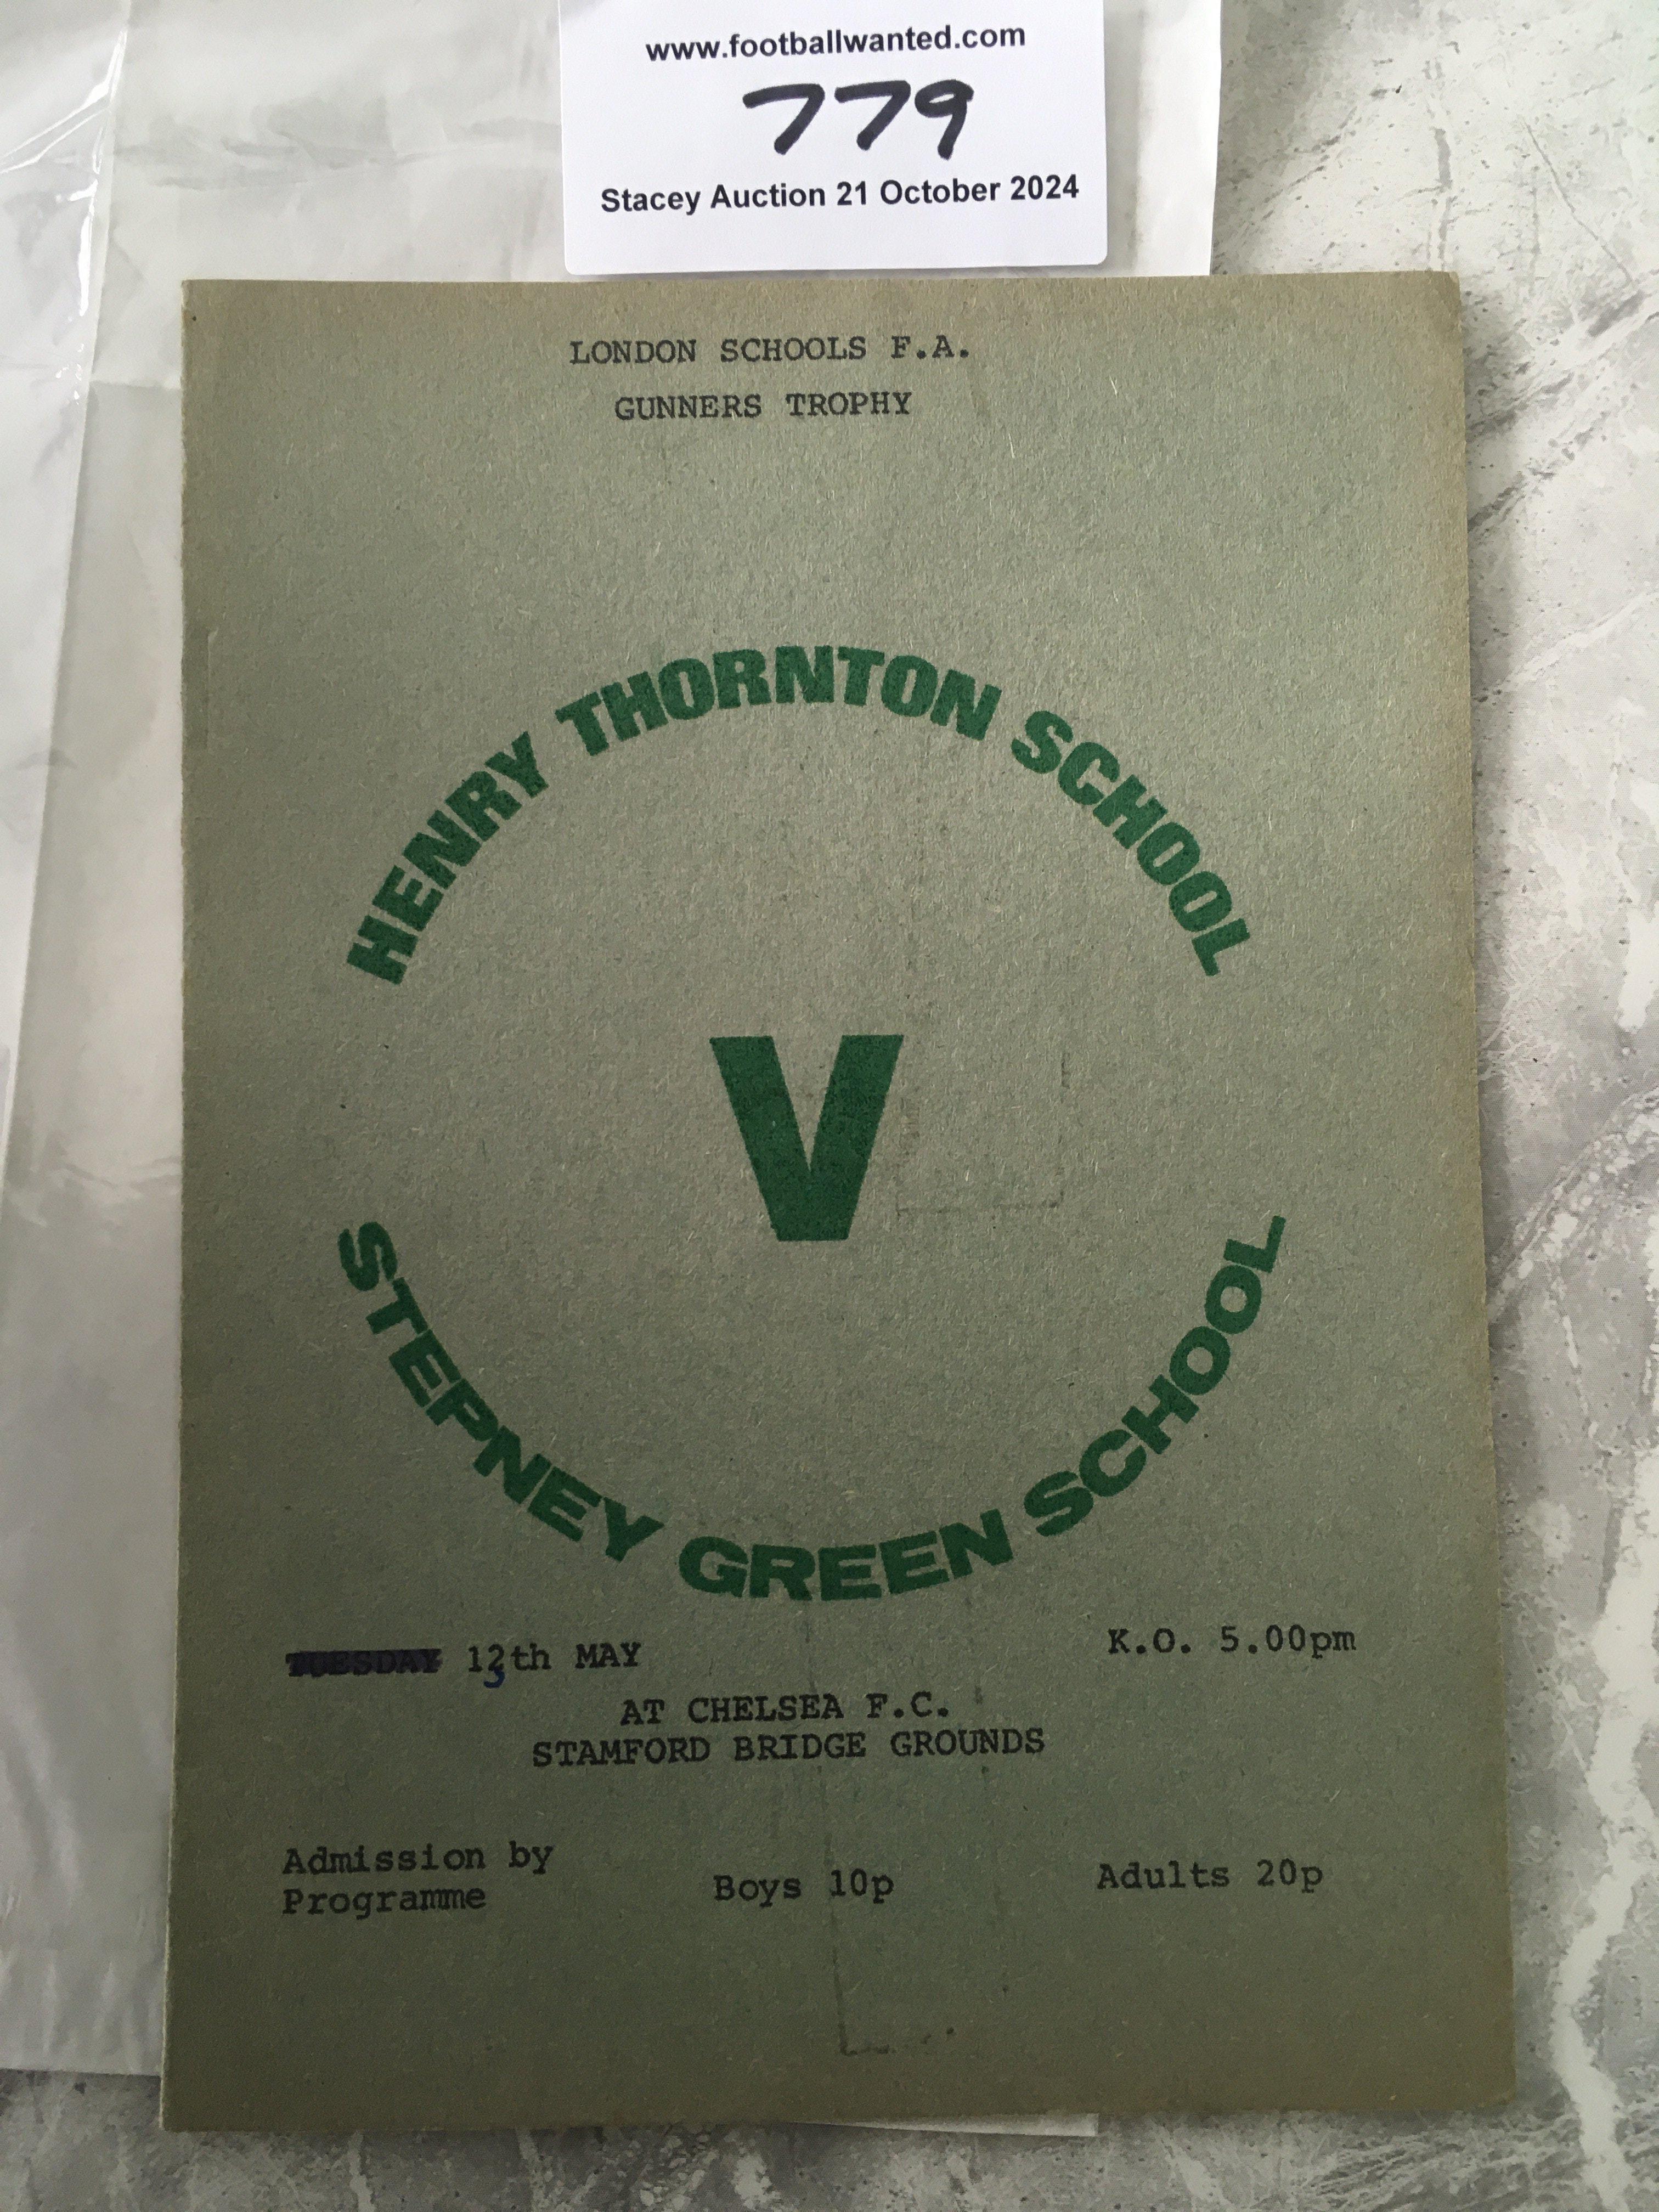 www.footballwanted.com
779
Stacey Auction 21 October 2024
LONDON SCHOOLS F.A.
GUNNERS TROPHY
HENRY THORNTON SCHOOL
V
STEPNEY GREEN SCHOOL
TUESDAY 13th MAY
K.O. 5.00pm
AT CHELSEA F.C.
STAMFORD BRIDGE GROUNDS
Admission by
Programme
Boys 10p
Adults 20p